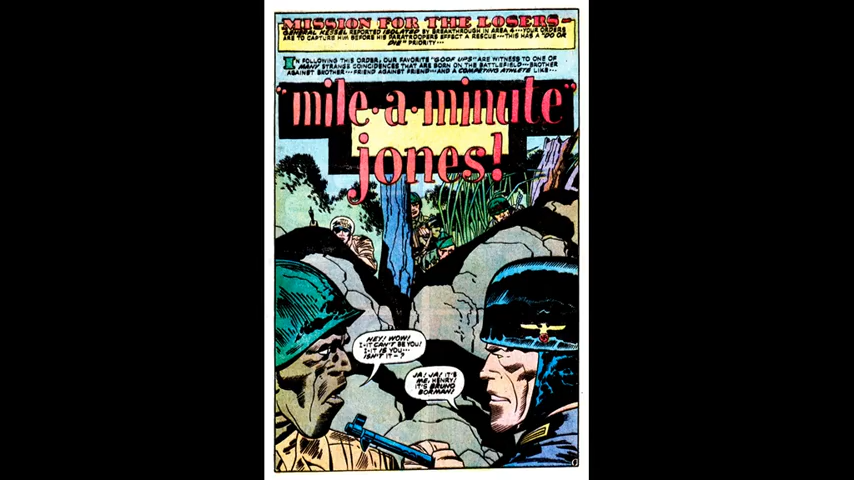 MISSION FOR THE LOSERS-
GENERAL KESSEL REPORTED ISOLATED BY BREAKTHROUGH IN AREA 4---YOUR ORDERS
ARE TO CAPTURE HIM BEFORE HIS PARATROOPERS EFFECT A RESCUE---THIS HAS A "DO OR
DIE" PRIORITY---
IN FOLLOWING THIS ORDER, OUR FAVORITE "GOOF UPS" ARE WITNESS TO ONE OF
MANY STRANGE COINCIDENCES THAT ARE BORN ON THE BATTLEFIELD---BROTHER
AGAINST BROTHER---FRIEND AGAINST FRIEND---AND A COMPETING ATHLETE LIKE---
"mile-a-minute"
jones!
HEY! WOW!
I-IT CAN'T BE YOU!
I-IT IS YOU---
ISN'T IT-?
JA! JA! IT'S
ME, HENRY!
IT'S BRUNO
BORMAN!